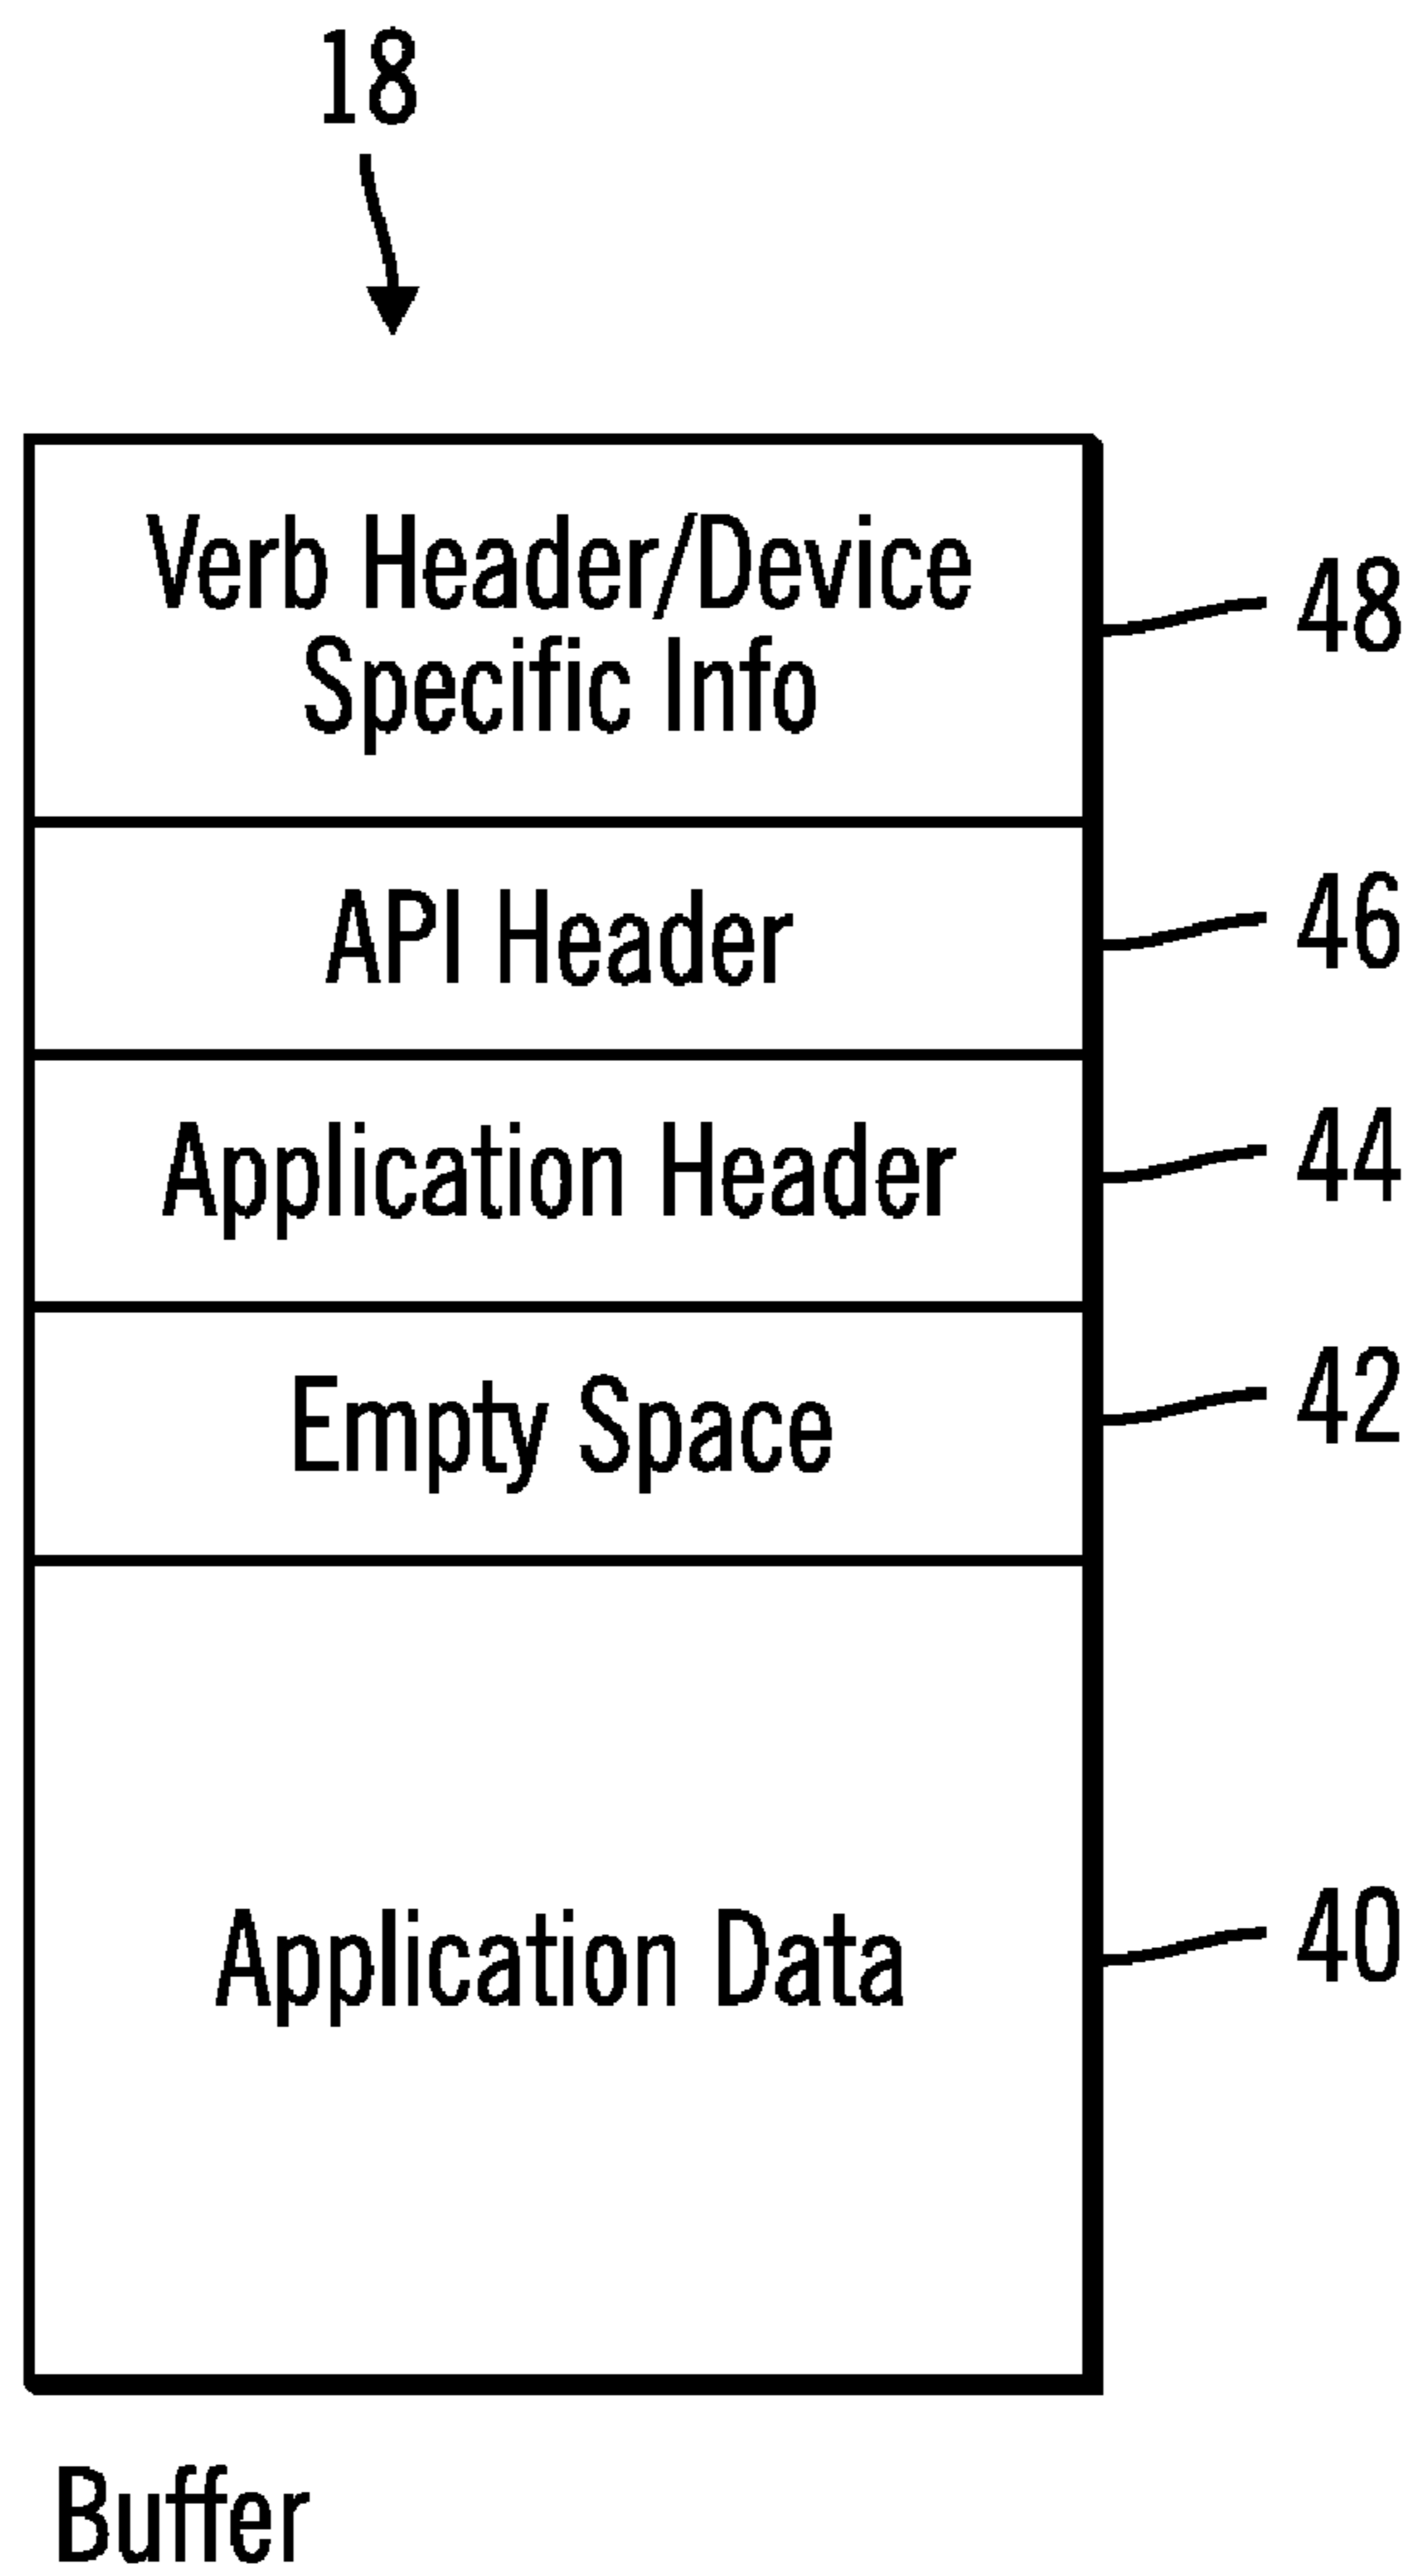 18
Verb Header/Device
Specific Info
48
API Header
46
Application Header
44
Empty Space
42
Application Data
40
Buffer